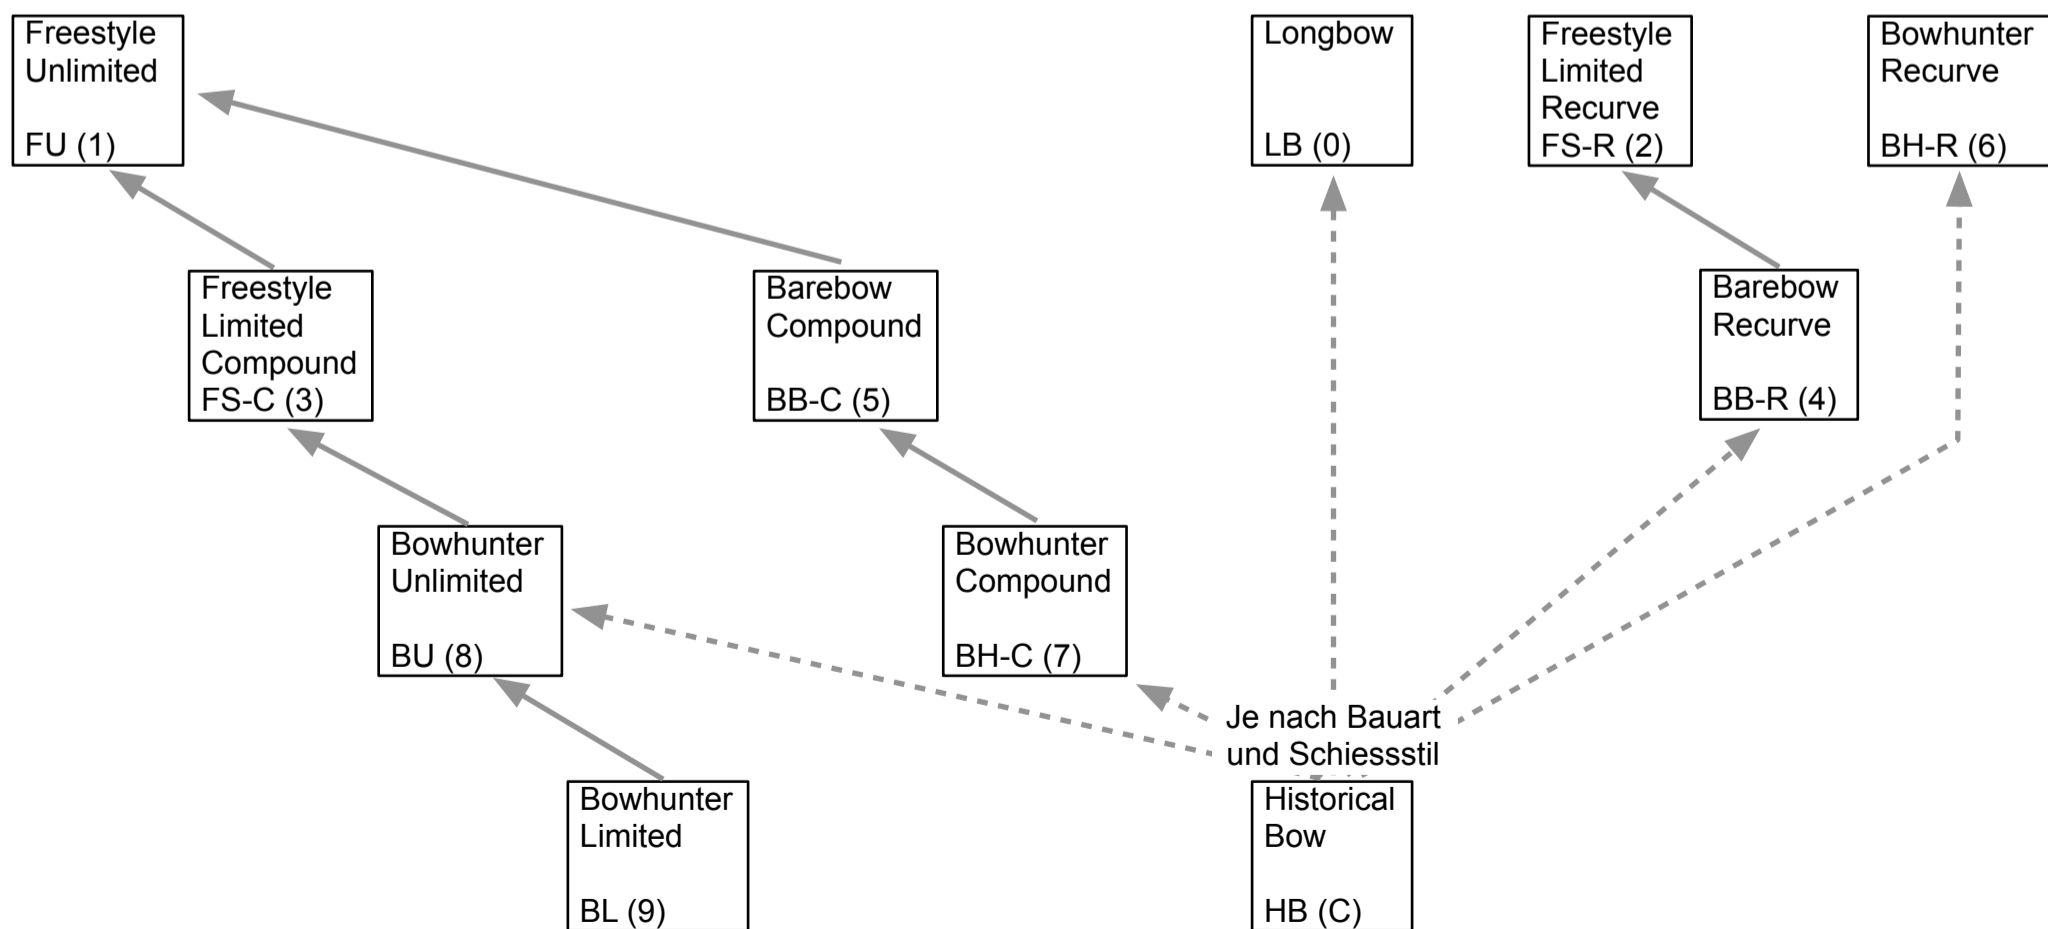 Freestyle
Unlimited
FU (1)
Longbow
LB (0)
Freestyle
Limited
Recurve
FS-R (2)
Bowhunter
Recurve
BH-R (6)
Freestyle
Limited
Compound
FS-C (3)
Barebow
Compound
BB-C (5)
Barebow
Recurve
BB-R (4)
Bowhunter
Unlimited
BU (8)
Bowhunter
Compound
BH-C (7)
Je nach Bauart
und Schiessstil
Bowhunter
Limited
BL (9)
Historical
Bow
HB (C)